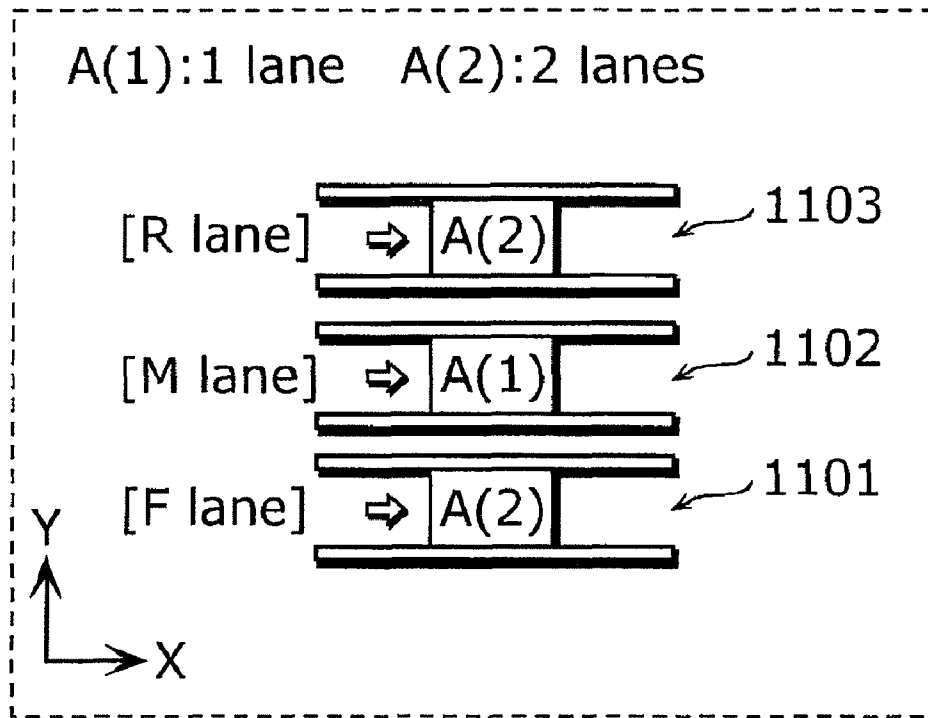 A(1):1 lane A(2):2 lanes
[R lane] A(2) 1103
[M lane] A(1) 1102
[F lane] A(2) 1101
Y
X